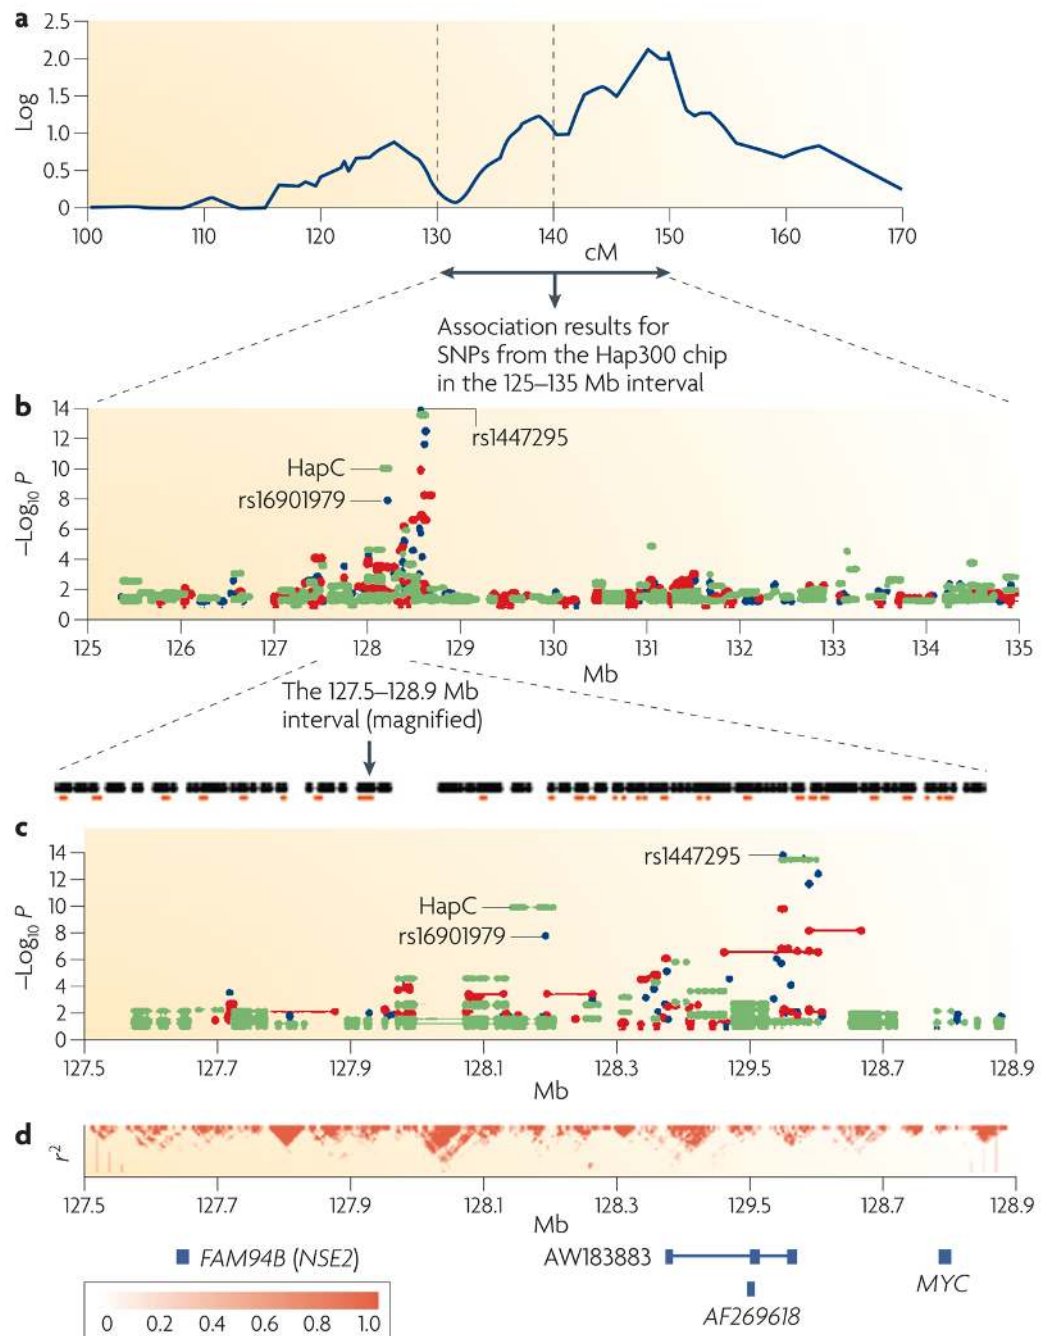 a
2.5
2.0
1.5
1.0
0.5
0
Log
100 110 120 130 140 150 160 170
cM
Association results for
SNPs from the Hap300 chip
in the 125–135 Mb interval
b
14
12
10
8
6
4
2
0
–Log10 P
rs1447295
HapC
rs16901979
125 126 127 128 129 130 131 132 133 134 135
Mb
The 127.5–128.9 Mb
interval (magnified)
c
14
12
10
8
6
4
2
0
–Log10 P
rs1447295
HapC
rs16901979
127.5 127.7 127.9 128.1 128.3 129.5 128.7 128.9
Mb
d
r2
127.5 127.7 127.9 128.1 128.3 129.5 128.7 128.9
Mb
FAM94B (NSE2)
AW183883
MYC
AF269618
0 0.2 0.4 0.6 0.8 1.0